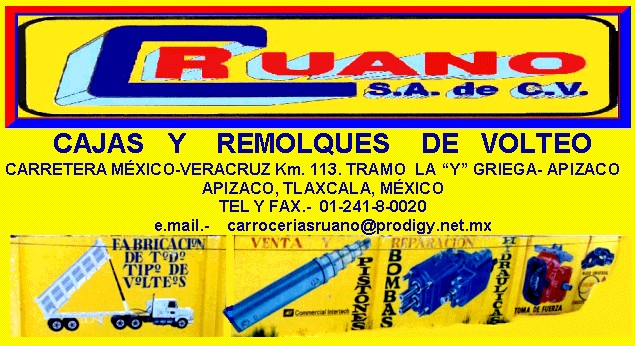 C RUANO
S.A. de C.V.
CAJAS Y REMOLQUES DE VOLTEO
CARRETERA MÉXICO-VERACRUZ Km. 113. TRAMO LA “Y” GRIEGA- APIZACO
APIZACO, TLAXCALA, MÉXICO
TEL Y FAX.- 01-241-8-0020
e.mail.- carroceriasruano@prodigy.net.mx
FABRICACION
DE TODO
TIPO DE
VOLTEOS
VENTA Y REPARACIÓN
PISTONES
Commercial Intertech
BOMBAS
HIDRAULICAS
TOMA DE FUERZA